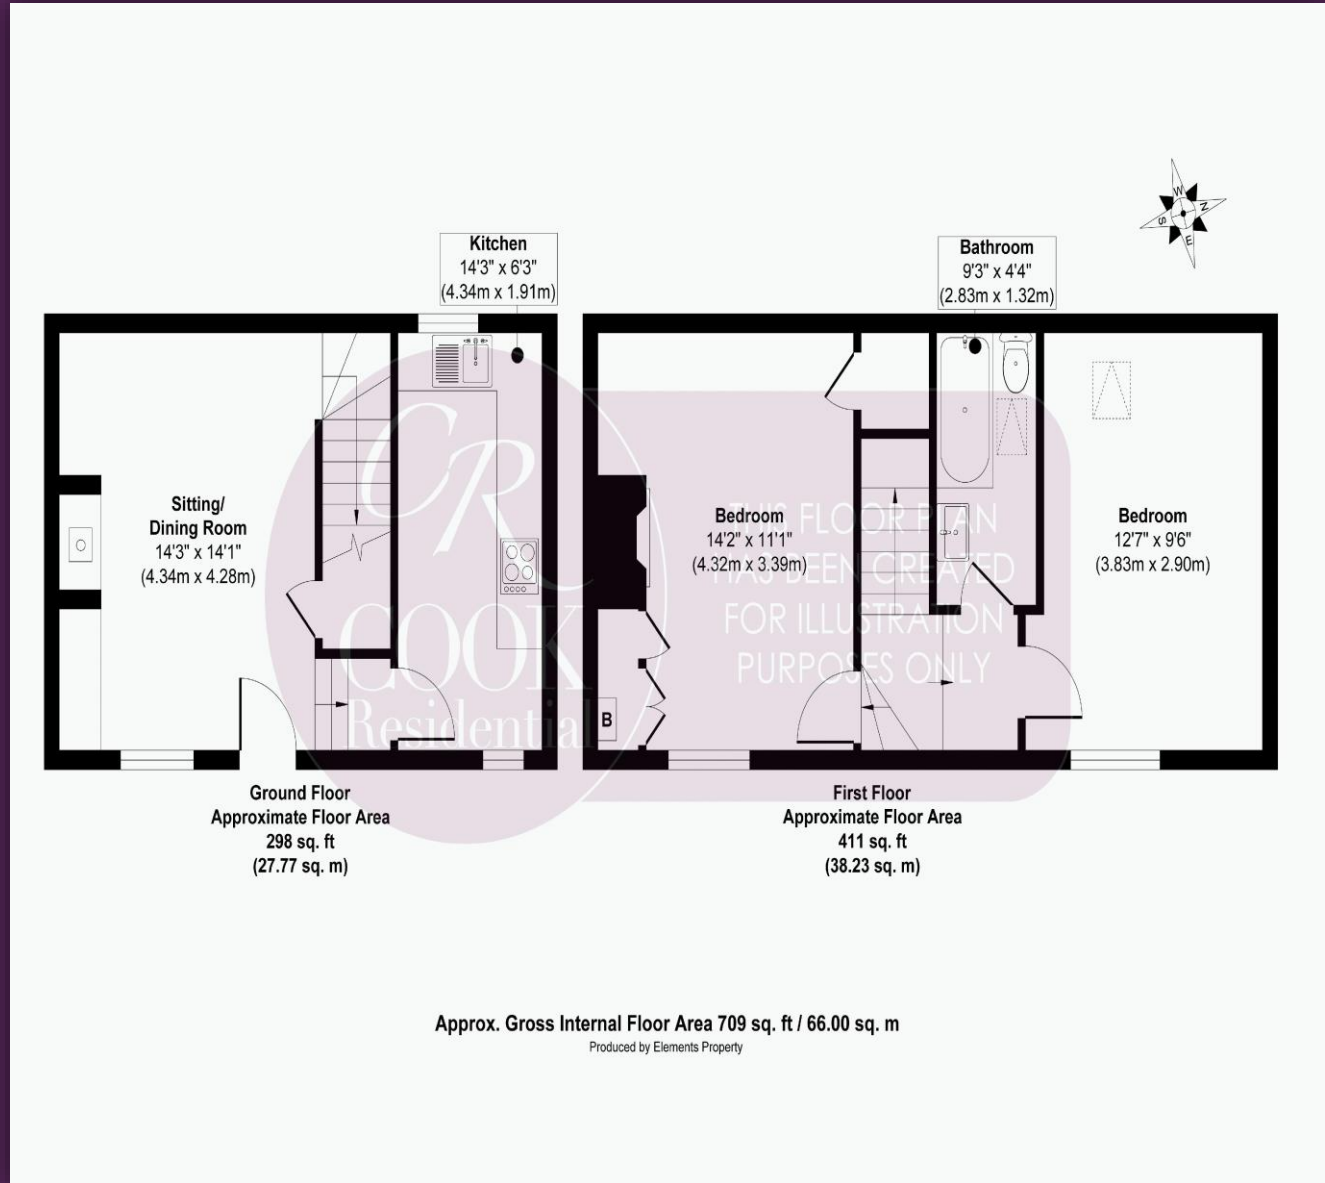 W
N
S
E
Kitchen
14'3" x 6'3"
(4.34m x 1.91m)
Bathroom
9'3" x 4'4"
(2.83m x 1.32m)
Sitting/
Dining Room
14'3" x 14'1"
(4.34m x 4.28m)
Bedroom
14'2" x 11'1"
(4.32m x 3.39m)
Bedroom
12'7" x 9'6"
(3.83m x 2.90m)
B
CR
COOK
Residential
THIS FLOOR PLAN
HAS BEEN CREATED
FOR ILLUSTRATION
PURPOSES ONLY
Ground Floor
Approximate Floor Area
298 sq. ft
(27.77 sq. m)
First Floor
Approximate Floor Area
411 sq. ft
(38.23 sq. m)
Approx. Gross Internal Floor Area 709 sq. ft / 66.00 sq. m
Produced by Elements Property